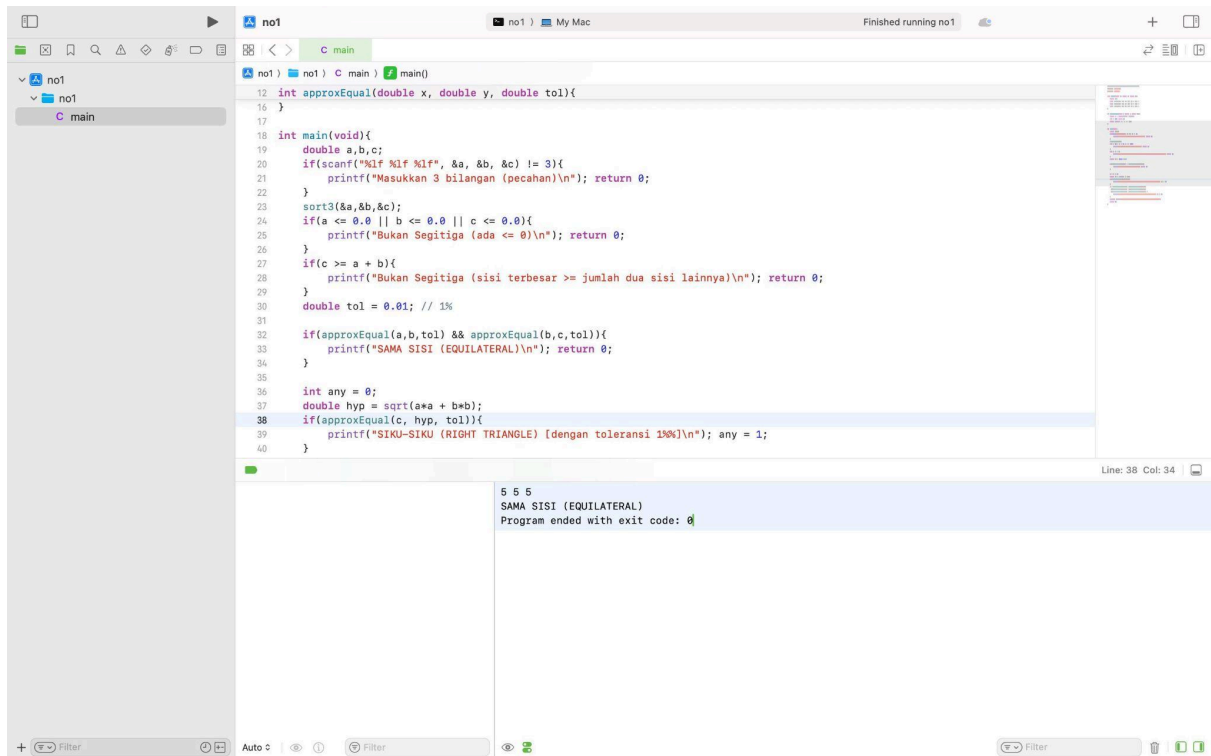 no1
no1 ⟩ My Mac
Finished running no1
C main
no1 ⟩ no1 ⟩ C main ⟩ main()
no1
no1
C main
12 int approxEqual(double x, double y, double tol){
16 }
17
18 int main(void){
19     double a,b,c;
20     if(scanf("%lf %lf %lf", &a, &b, &c) != 3){
21         printf("Masukkan 3 bilangan (pecahan)\n"); return 0;
22     }
23     sort3(&a,&b,&c);
24     if(a <= 0.0 || b <= 0.0 || c <= 0.0){
25         printf("Bukan Segitiga (ada <= 0)\n"); return 0;
26     }
27     if(c >= a + b){
28         printf("Bukan Segitiga (sisi terbesar >= jumlah dua sisi lainnya)\n"); return 0;
29     }
30     double tol = 0.01; // 1%
31
32     if(approxEqual(a,b,tol) && approxEqual(b,c,tol)){
33         printf("SAMA SISI (EQUILATERAL)\n"); return 0;
34     }
35
36     int any = 0;
37     double hyp = sqrt(a*a + b*b);
38     if(approxEqual(c, hyp, tol)){
39         printf("SIKU-SIKU (RIGHT TRIANGLE) [dengan toleransi 1%%]\n"); any = 1;
40     }
Line: 38 Col: 34
5 5 5
SAMA SISI (EQUILATERAL)
Program ended with exit code: 0
Filter
Auto
Filter
Filter